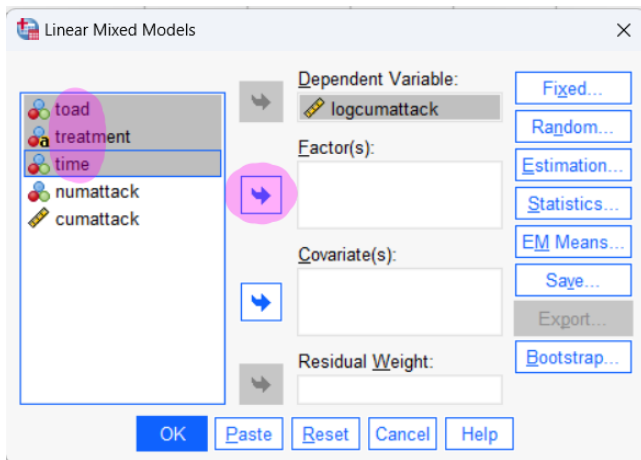 Linear Mixed Models
toad
treatment
time
numattack
cumattack
Dependent Variable:
logcumattack
Factor(s):
Covariate(s):
Residual Weight:
Fixed...
Random...
Estimation...
Statistics...
EM Means...
Save...
Export...
Bootstrap...
OK
Paste
Reset
Cancel
Help